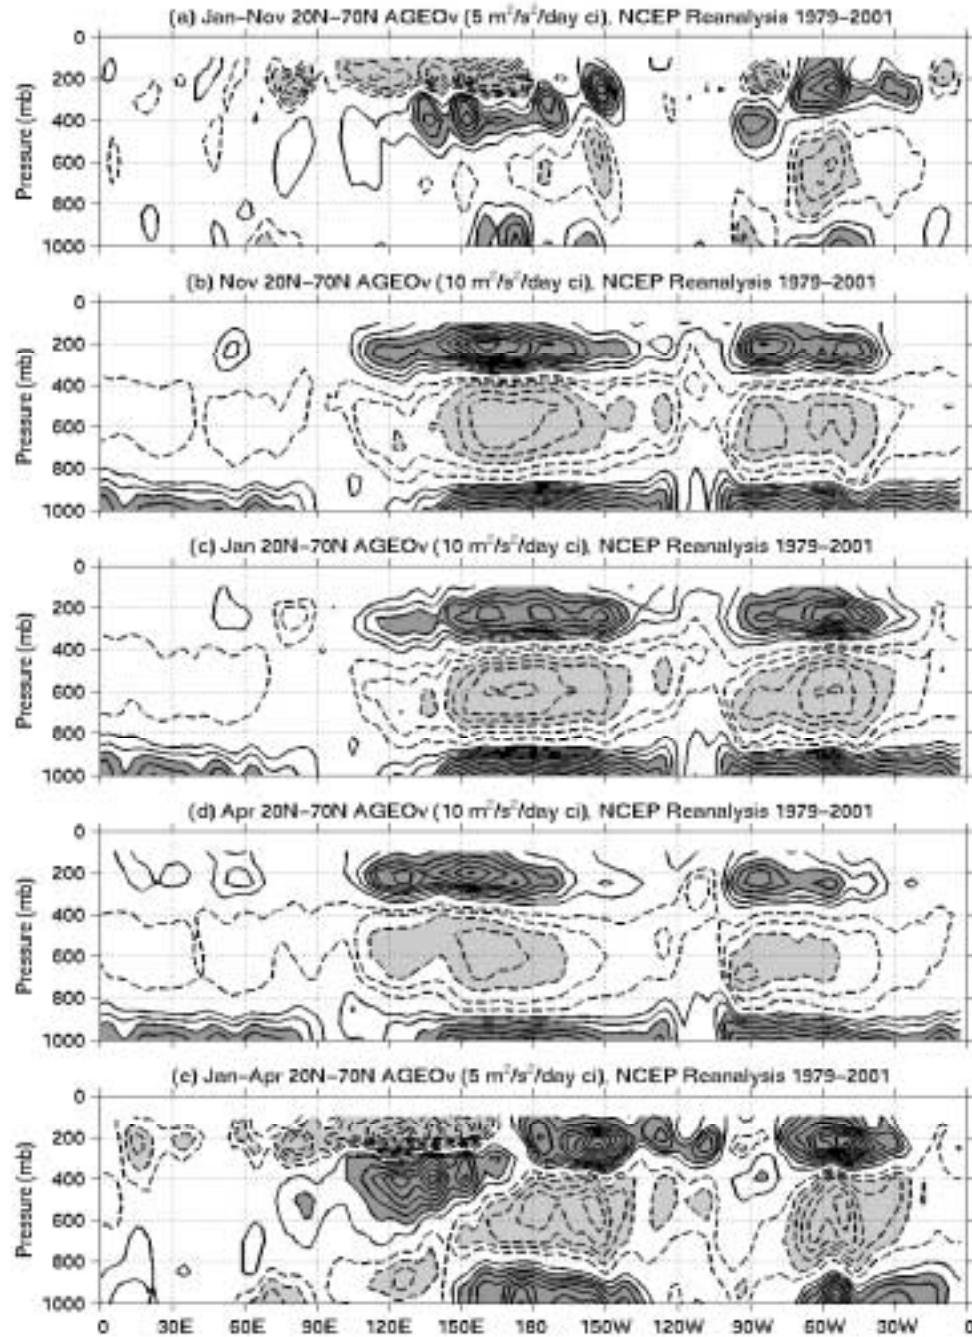 (a) Jan–Nov 20N–70N AGEOv (5 m²/s²/day ci), NCEP Reanalysis 1979–2001
0
200
400
600
800
1000
Pressure (mb)
(b) Nov 20N–70N AGEOv (10 m²/s²/day ci), NCEP Reanalysis 1979–2001
0
200
400
600
800
1000
Pressure (mb)
(c) Jan 20N–70N AGEOv (10 m²/s²/day ci), NCEP Reanalysis 1979–2001
0
200
400
600
800
1000
Pressure (mb)
(d) Apr 20N–70N AGEOv (10 m²/s²/day ci), NCEP Reanalysis 1979–2001
0
200
400
600
800
1000
Pressure (mb)
(e) Jan–Apr 20N–70N AGEOv (5 m²/s²/day ci), NCEP Reanalysis 1979–2001
0
200
400
600
800
1000
Pressure (mb)
0 30E 60E 90E 120E 150E 180 150W 120W 90W 60W 30W 0